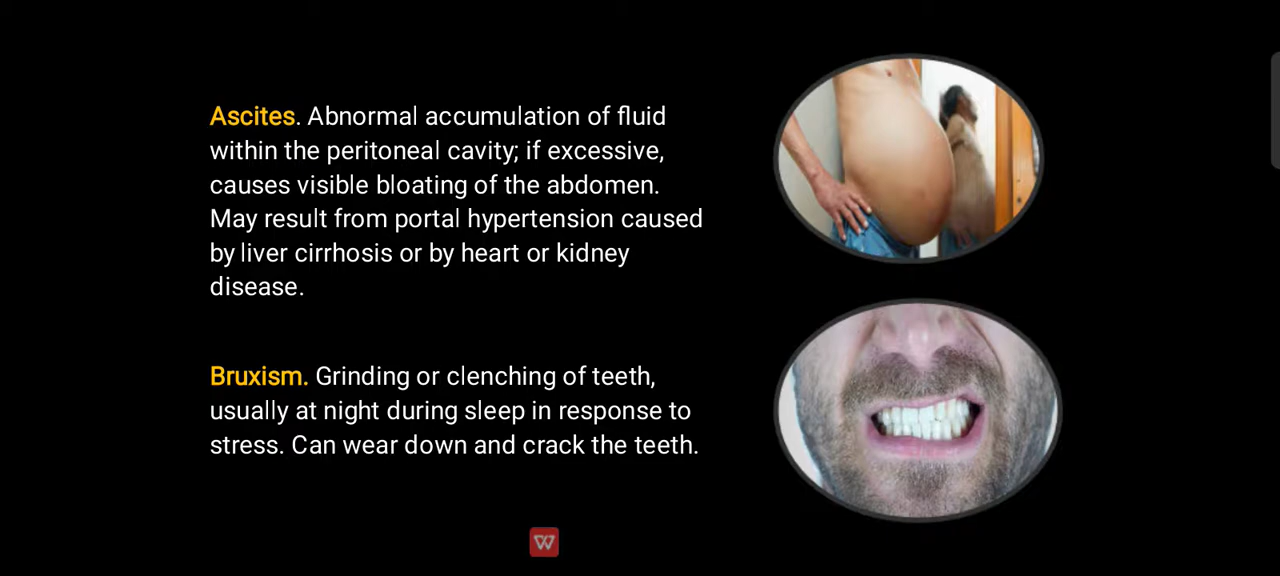 Ascites. Abnormal accumulation of fluid
within the peritoneal cavity; if excessive,
causes visible bloating of the abdomen.
May result from portal hypertension caused
by liver cirrhosis or by heart or kidney
disease.
Bruxism. Grinding or clenching of teeth,
usually at night during sleep in response to
stress. Can wear down and crack the teeth.
W